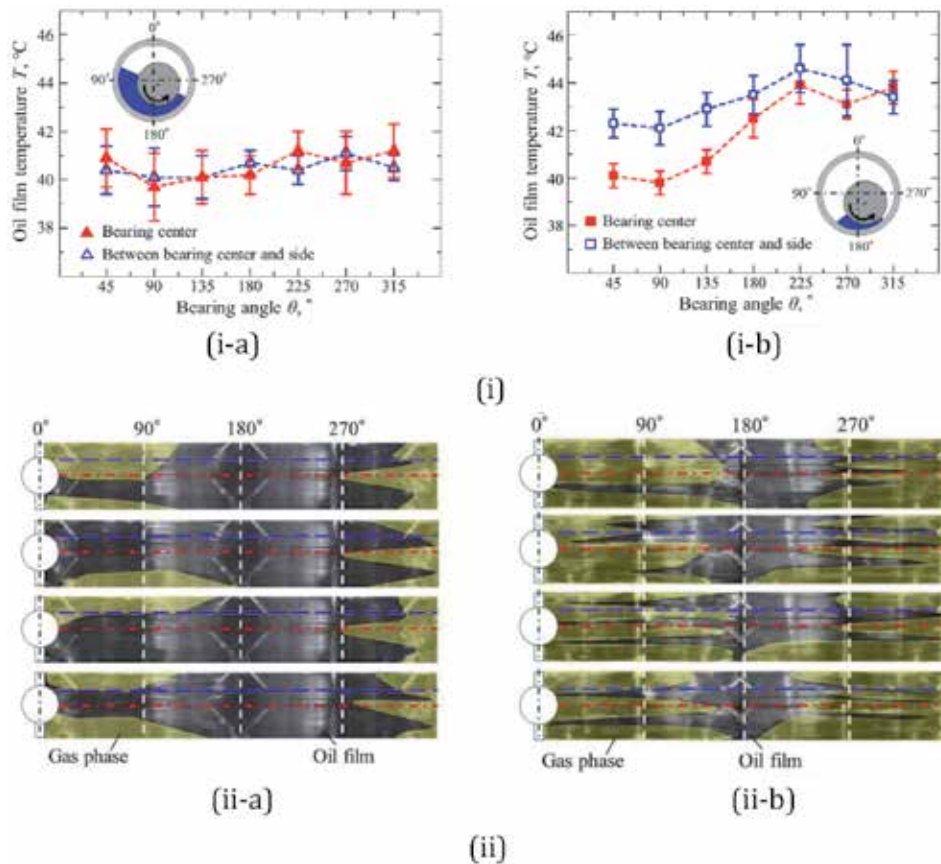 46
44
42
40
38
Oil film temperature T, °C
0°
90°
270°
180°
Bearing center
Between bearing center and side
45 90 135 180 225 270 315
Bearing angle θ, °
(i-a)
46
44
42
40
38
Oil film temperature T, °C
0°
90°
270°
180°
Bearing center
Between bearing center and side
45 90 135 180 225 270 315
Bearing angle θ, °
(i-b)
(i)
0° 90° 180° 270°
Gas phase Oil film
(ii-a)
0° 90° 180° 270°
Gas phase Oil film
(ii-b)
(ii)